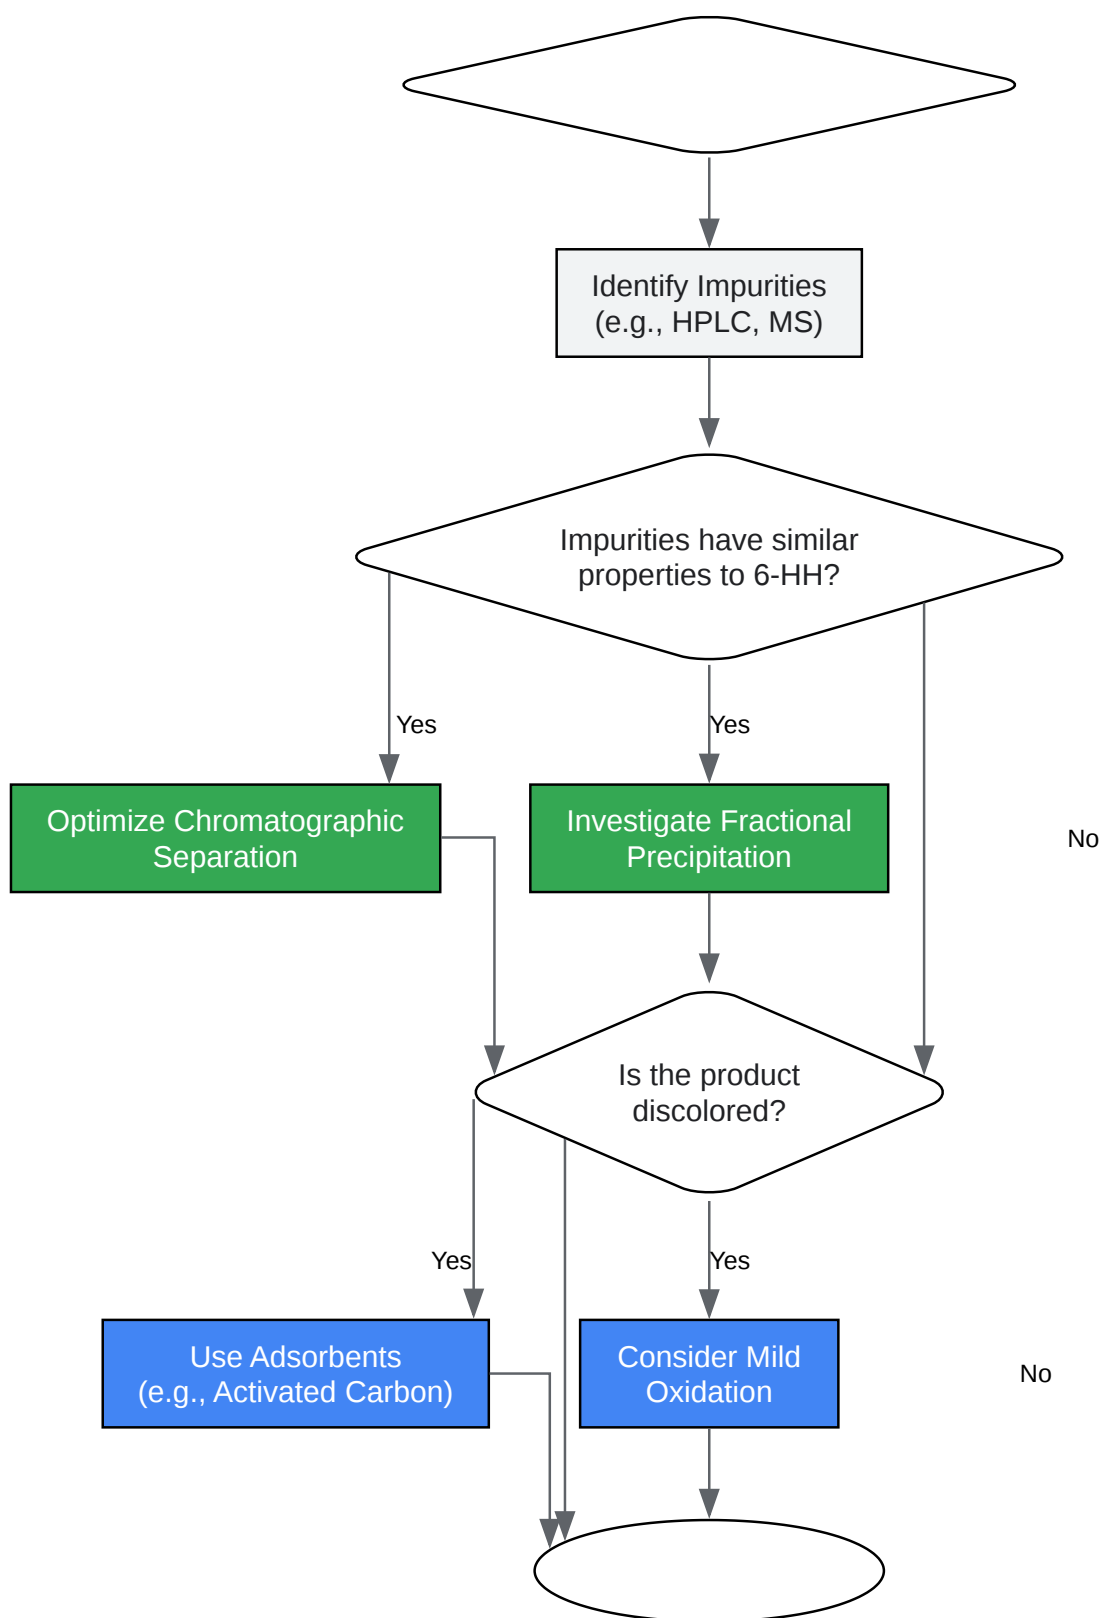 Identify Impurities
(e.g., HPLC, MS)
Impurities have similar
properties to 6-HH?
Yes
Yes
Optimize Chromatographic
Separation
Investigate Fractional
Precipitation
No
Is the product
discolored?
Yes
Yes
Use Adsorbents
(e.g., Activated Carbon)
Consider Mild
Oxidation
No